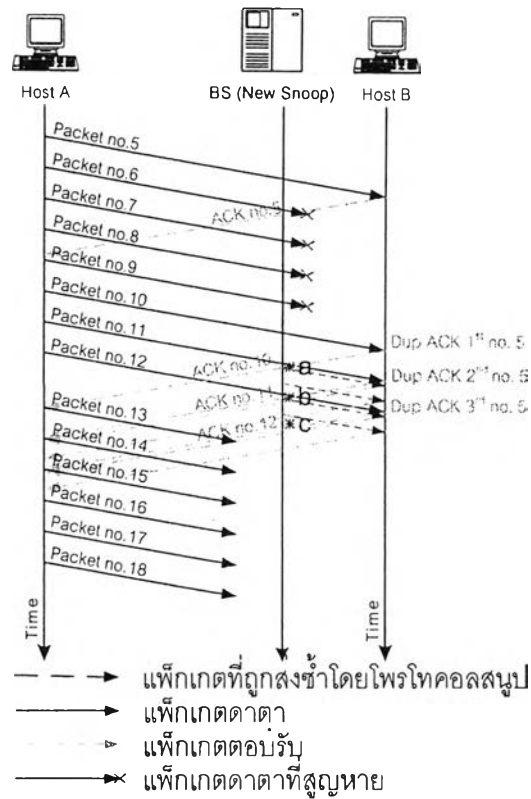 Host A
BS (New Snoop)
Host B
Packet no.5
Packet no.6
Packet no.7
ACK no.5
Packet no.8
Packet no.9
Packet no.10
Packet no.11
Dup ACK 1st no. 5
Packet no.12
ACK no.10
a
Dup ACK 2nd no. 5
ACK no.11
b
Dup ACK 3rd no. 5
Packet no.13
ACK no.12
c
Packet no.14
Packet no.15
Packet no.16
Packet no.17
Packet no.18
Time
Time
แพ็กเกตที่ถูกส่งซ้ำโดยโพรโทคอลสนูป
แพ็กเกตดาตา
แพ็กเกตตอบรับ
แพ็กเกตดาตาที่สูญหาย